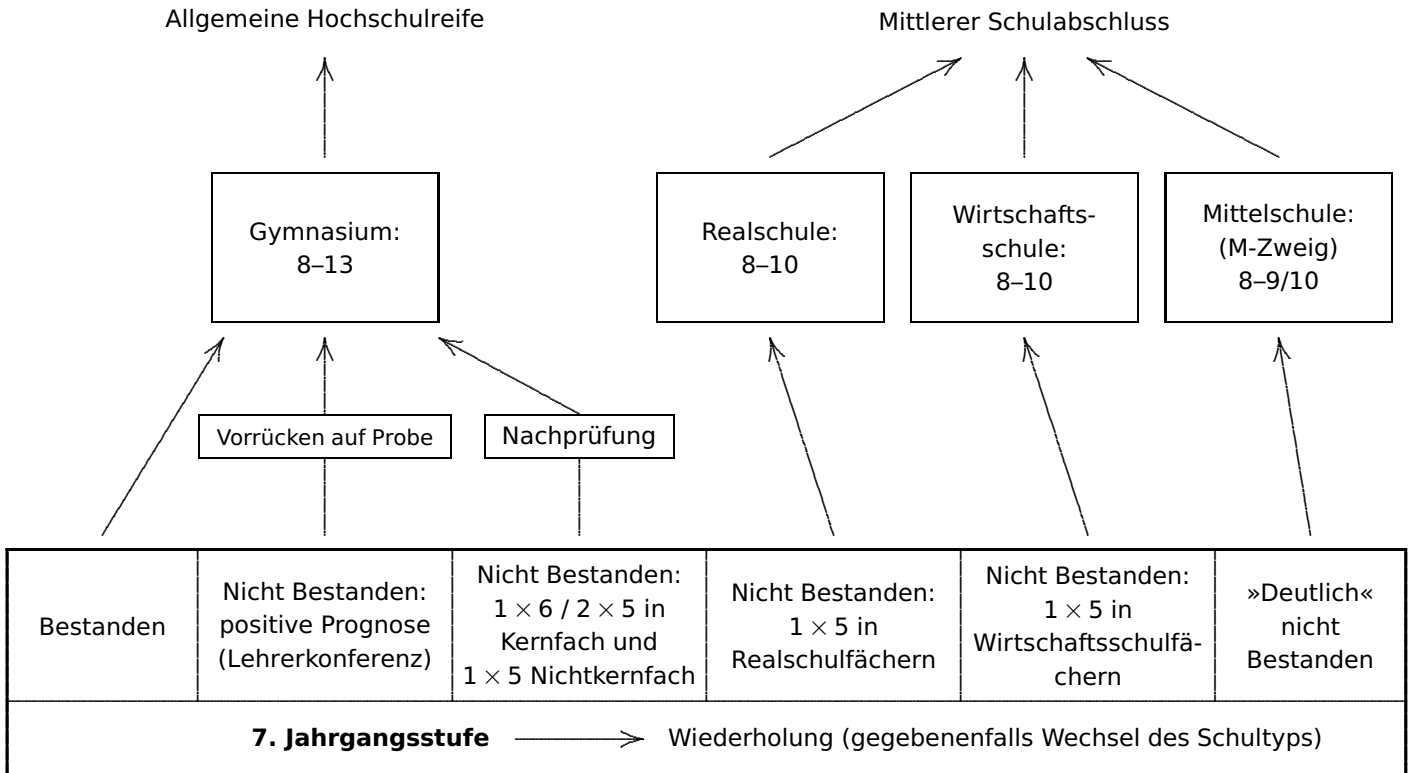 Allgemeine Hochschulreife
Mittlerer Schulabschluss
Gymnasium:
8–13
Realschule:
8–10
Wirtschafts-
schule:
8–10
Mittelschule:
(M-Zweig)
8–9/10
Vorrücken auf Probe
Nachprüfung
Bestanden
Nicht Bestanden:
positive Prognose
(Lehrerkonferenz)
Nicht Bestanden:
1 × 6 / 2 × 5 in
Kernfach und
1 × 5 Nichtkernfach
Nicht Bestanden:
1 × 5 in
Realschulfächern
Nicht Bestanden:
1 × 5 in
Wirtschaftsschulfä-
chern
»Deutlich«
nicht
Bestanden
7. Jahrgangsstufe
Wiederholung (gegebenenfalls Wechsel des Schultyps)